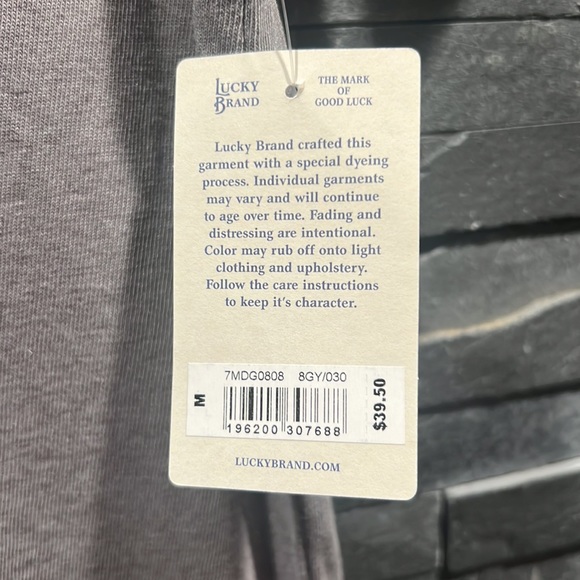 LUCKY
BRAND
THE MARK
OF
GOOD LUCK
Lucky Brand crafted this
garment with a special dyeing
process. Individual garments
may vary and will continue
to age over time. Fading and
distressing are intentional.
Color may rub off onto light
clothing and upholstery.
Follow the care instructions
to keep it's character.
7MDG0808 8GY/030
M
196200 307688
$39.50
LUCKYBRAND.COM